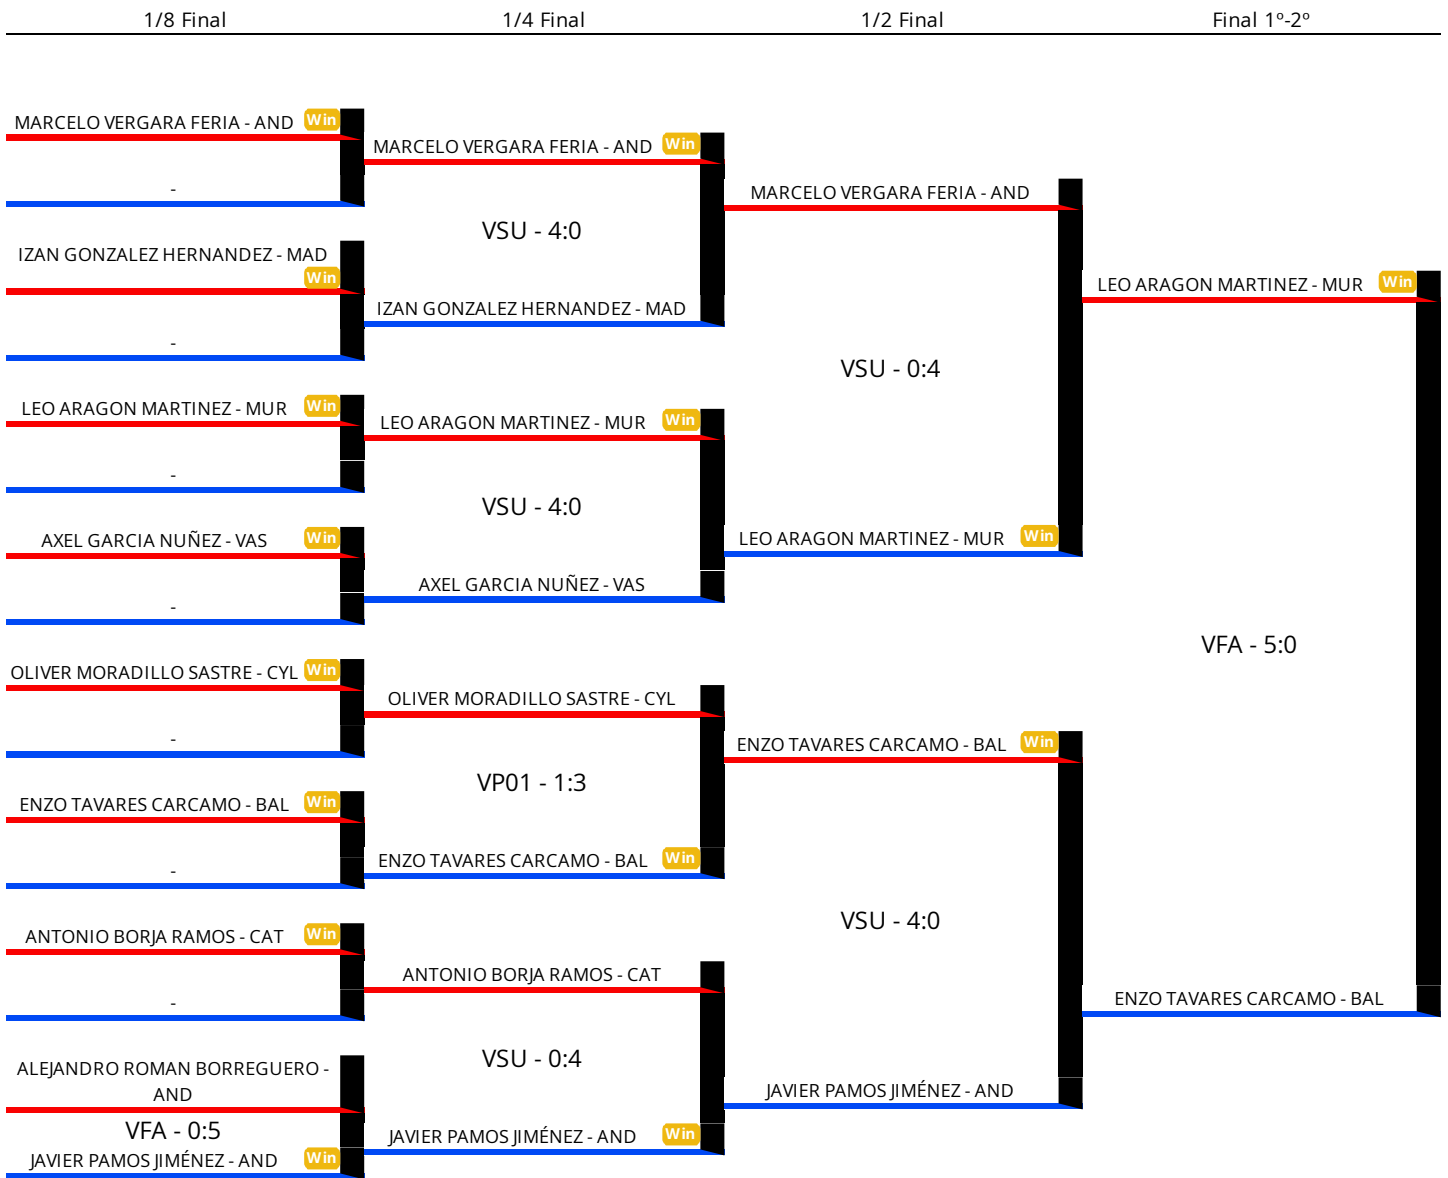 1/8 Final
1/4 Final
1/2 Final
Final 1º-2º
MARCELO VERGARA FERIA - AND Win
-
IZAN GONZALEZ HERNANDEZ - MAD
Win
-
LEO ARAGON MARTINEZ - MUR Win
-
AXEL GARCIA NUÑEZ - VAS Win
-
OLIVER MORADILLO SASTRE - CYL Win
-
ENZO TAVARES CARCAMO - BAL Win
-
ANTONIO BORJA RAMOS - CAT Win
-
ALEJANDRO ROMAN BORREGUERO -
AND
VFA - 0:5
JAVIER PAMOS JIMÉNEZ - AND Win
MARCELO VERGARA FERIA - AND Win
VSU - 4:0
IZAN GONZALEZ HERNANDEZ - MAD
LEO ARAGON MARTINEZ - MUR Win
VSU - 4:0
AXEL GARCIA NUÑEZ - VAS
OLIVER MORADILLO SASTRE - CYL
VP01 - 1:3
ENZO TAVARES CARCAMO - BAL Win
ANTONIO BORJA RAMOS - CAT
VSU - 0:4
JAVIER PAMOS JIMÉNEZ - AND Win
MARCELO VERGARA FERIA - AND
VSU - 0:4
LEO ARAGON MARTINEZ - MUR Win
ENZO TAVARES CARCAMO - BAL Win
VSU - 4:0
JAVIER PAMOS JIMÉNEZ - AND
LEO ARAGON MARTINEZ - MUR Win
VFA - 5:0
ENZO TAVARES CARCAMO - BAL